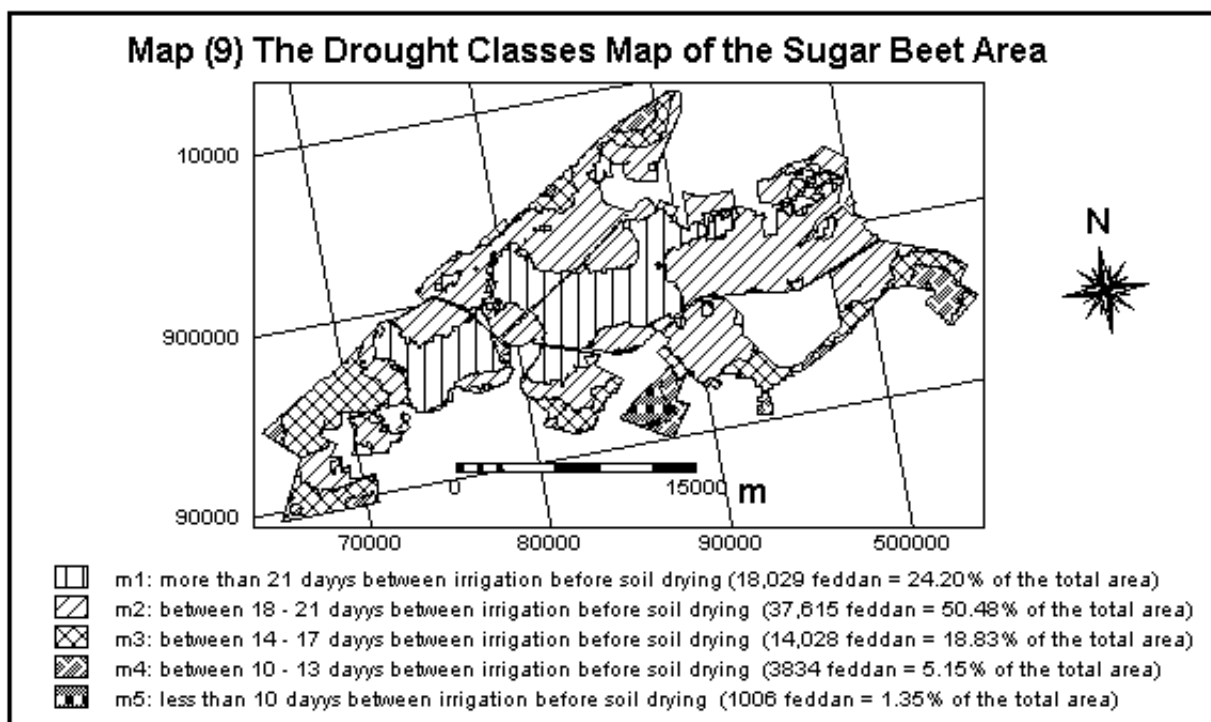 Map (9) The Drought Classes Map of the Sugar Beet Area
10000
N
900000
0 15000 m
90000
70000 80000 90000 500000
m1: more than 21 dayys between irrigation before soil drying (18,029 feddan = 24.20% of the total area)
m2: between 18 - 21 dayys between irrigation before soil drying (37,615 feddan = 50.48% of the total area)
m3: between 14 - 17 dayys between irrigation before soil drying (14,028 feddan = 18.83% of the total area)
m4: between 10 - 13 dayys between irrigation before soil drying (3834 feddan = 5.15% of the total area)
m5: less than 10 dayys between irrigation before soil drying (1006 feddan = 1.35% of the total area)